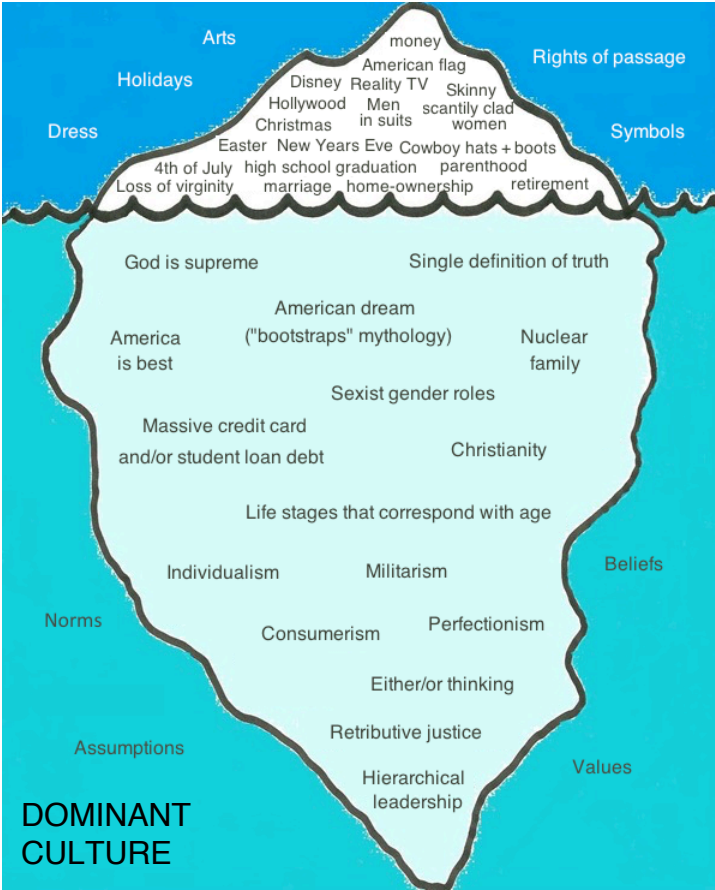 Arts
Holidays
Dress
Rights of passage
Symbols
money
American flag
Disney
Reality TV
Skinny
scantily clad
women
Hollywood
Men
in suits
Christmas
Easter
New Years Eve
Cowboy hats + boots
4th of July
high school graduation
parenthood
Loss of virginity
marriage
home-ownership
retirement
God is supreme
Single definition of truth
American dream
("bootstraps" mythology)
America
is best
Nuclear
family
Sexist gender roles
Massive credit card
and/or student loan debt
Christianity
Life stages that correspond with age
Individualism
Militarism
Beliefs
Norms
Consumerism
Perfectionism
Either/or thinking
Retributive justice
Assumptions
Values
Hierarchical
leadership
DOMINANT
CULTURE